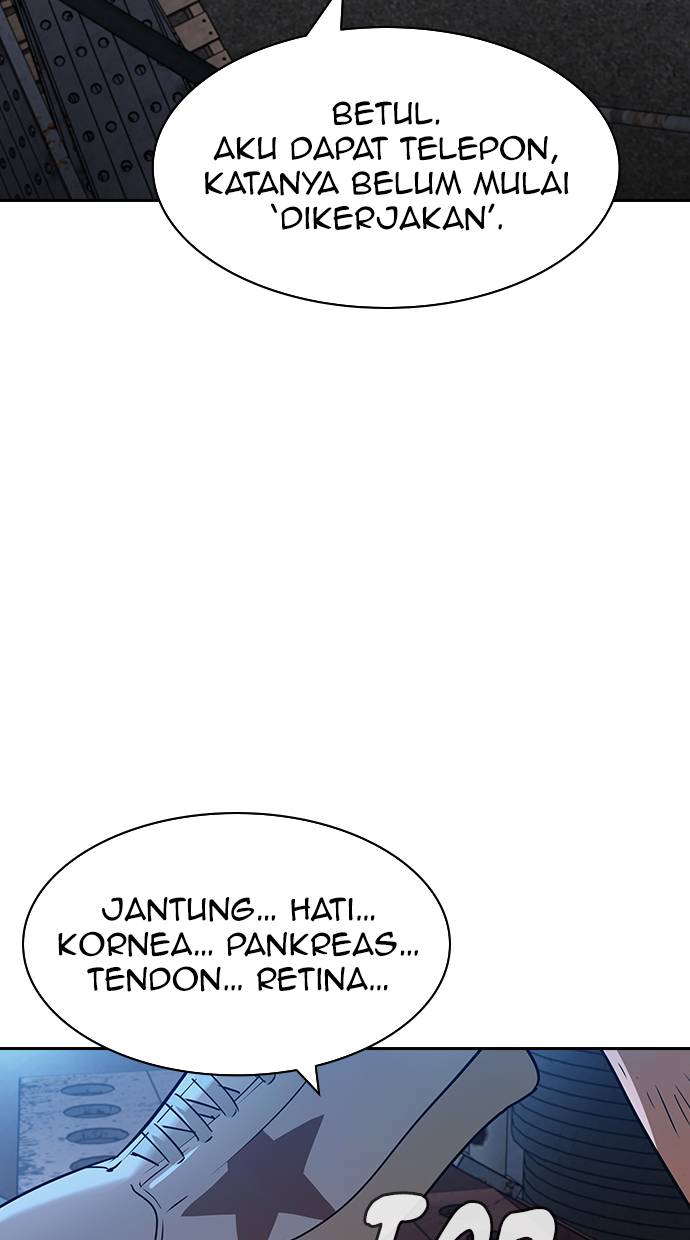 BETUL.
AKU DAPAT TELEPON,
KATANYA BELUM MULAI
'DIKERJAKAN'.
JANTUNG... HATI...
KORNEA... PANKREAS...
TENDON... RETINA...